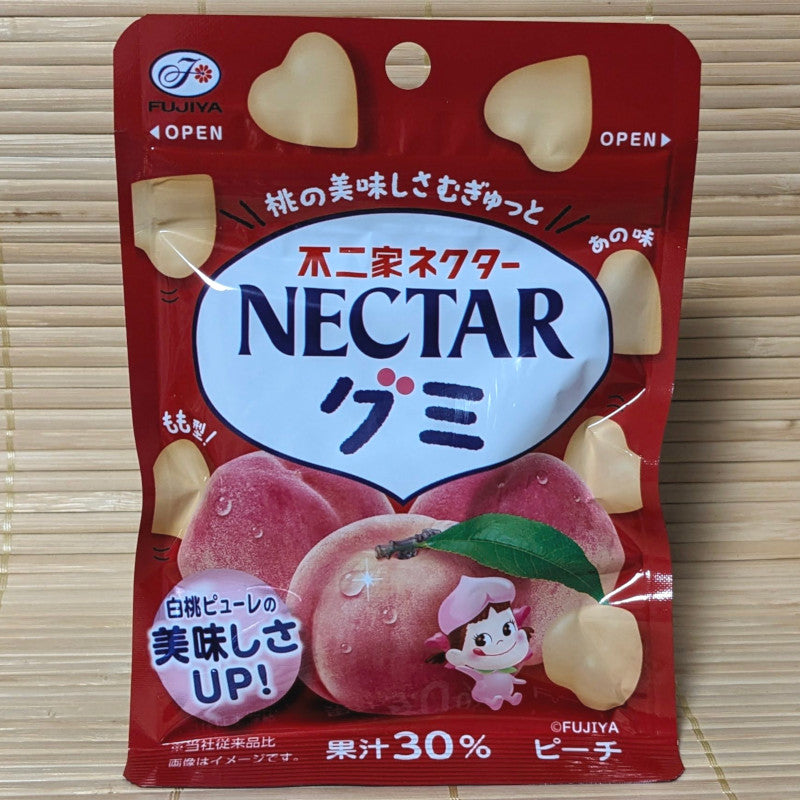 FUJIYA
OPEN
OPEN
桃の美味しさむぎゅっと
あの味
不二家ネクター
NECTAR
グミ
もも型!
白桃ピューレの
美味しさ
UP!
※当社従来品比
画像はイメージです。
果汁30%
©FUJIYA
ピーチ